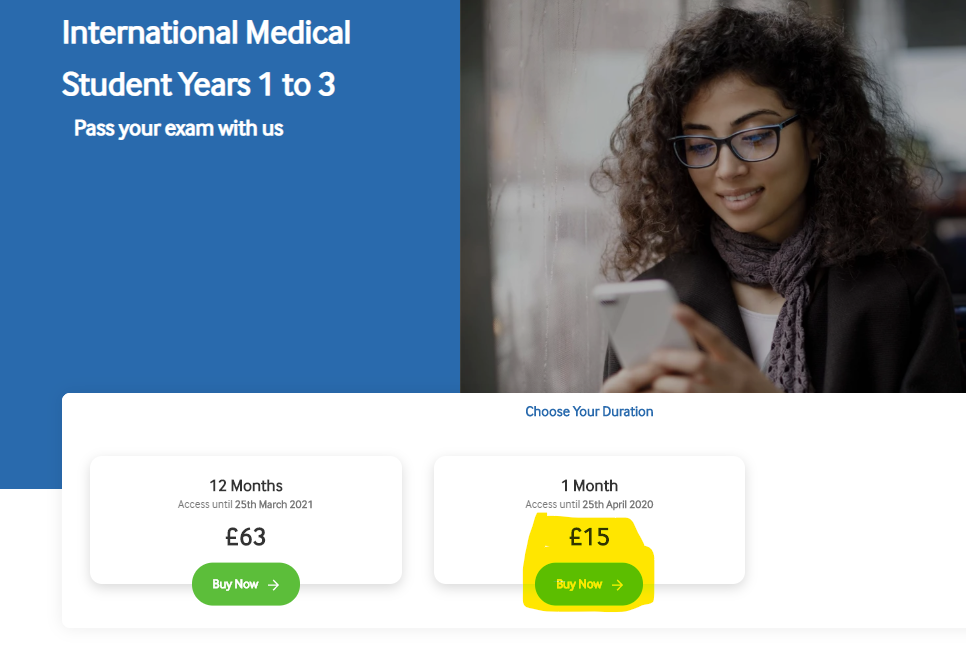 International Medical
Student Years 1 to 3
Pass your exam with us
Choose Your Duration
12 Months
Access until 25th March 2021
£63
Buy Now →
1 Month
Access until 25th April 2020
£15
Buy Now →